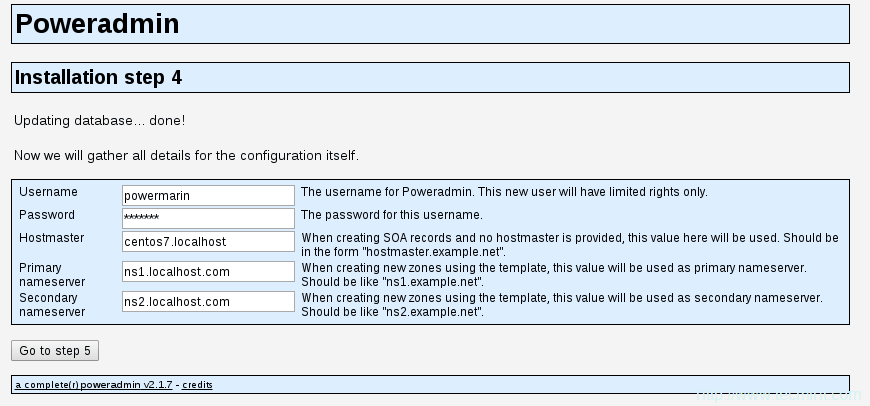 Poweradmin
Installation step 4
Updating database... done!
Now we will gather all details for the configuration itself.
Username powermarin The username for Poweradmin. This new user will have limited rights only.
Password ******* The password for this username.
Hostmaster centos7.localhost When creating SOA records and no hostmaster is provided, this value here will be used. Should be
in the form "hostmaster.example.net".
Primary ns1.localhost.com When creating new zones using the template, this value will be used as primary nameserver.
nameserver Should be like "ns1.example.net".
Secondary ns2.localhost.com When creating new zones using the template, this value will be used as secondary nameserver.
nameserver Should be like "ns2.example.net".
Go to step 5
a complete(r) poweradmin v2.1.7 - credits